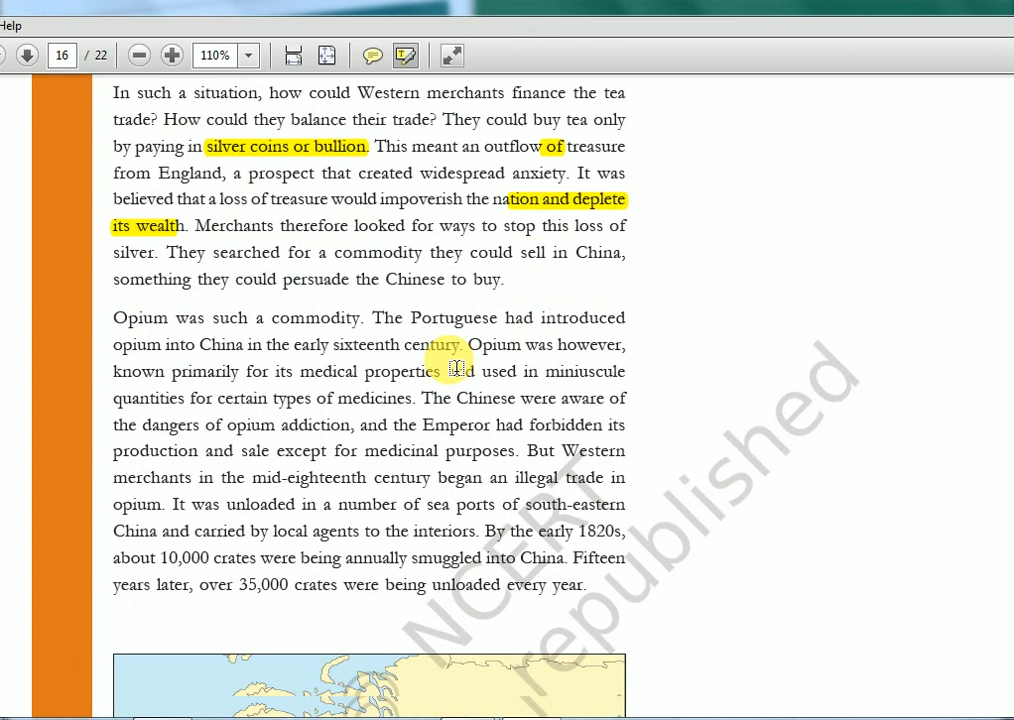 Help
16 / 22
110%
In such a situation, how could Western merchants finance the tea
trade? How could they balance their trade? They could buy tea only
by paying in silver coins or bullion. This meant an outflow of treasure
from England, a prospect that created widespread anxiety. It was
believed that a loss of treasure would impoverish the nation and deplete
its wealth. Merchants therefore looked for ways to stop this loss of
silver. They searched for a commodity they could sell in China,
something they could persuade the Chinese to buy.
Opium was such a commodity. The Portuguese had introduced
opium into China in the early sixteenth century. Opium was however,
known primarily for its medical properties and used in miniuscule
quantities for certain types of medicines. The Chinese were aware of
the dangers of opium addiction, and the Emperor had forbidden its
production and sale except for medicinal purposes. But Western
merchants in the mid-eighteenth century began an illegal trade in
opium. It was unloaded in a number of sea ports of south-eastern
China and carried by local agents to the interiors. By the early 1820s,
about 10,000 crates were being annually smuggled into China. Fifteen
years later, over 35,000 crates were being unloaded every year.
© NCERT
republished